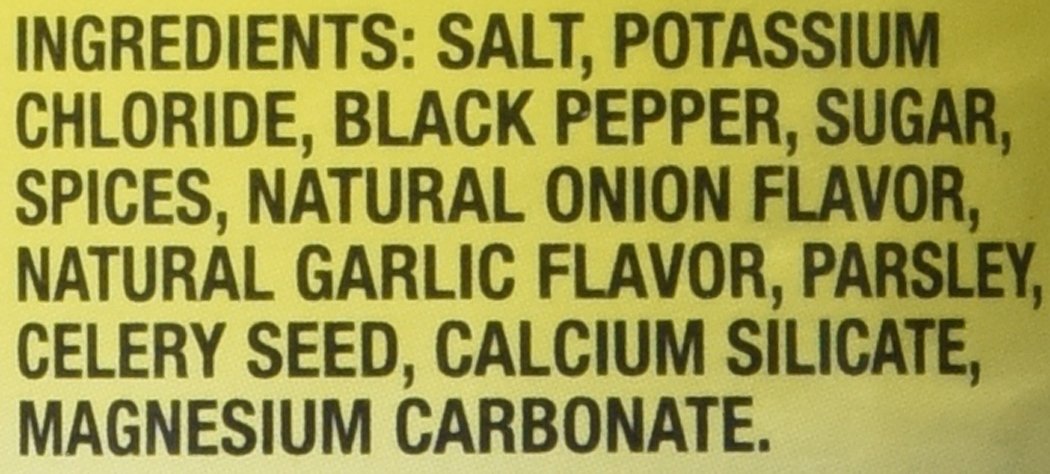 INGREDIENTS: SALT, POTASSIUM
CHLORIDE, BLACK PEPPER, SUGAR,
SPICES, NATURAL ONION FLAVOR,
NATURAL GARLIC FLAVOR, PARSLEY,
CELERY SEED, CALCIUM SILICATE,
MAGNESIUM CARBONATE.